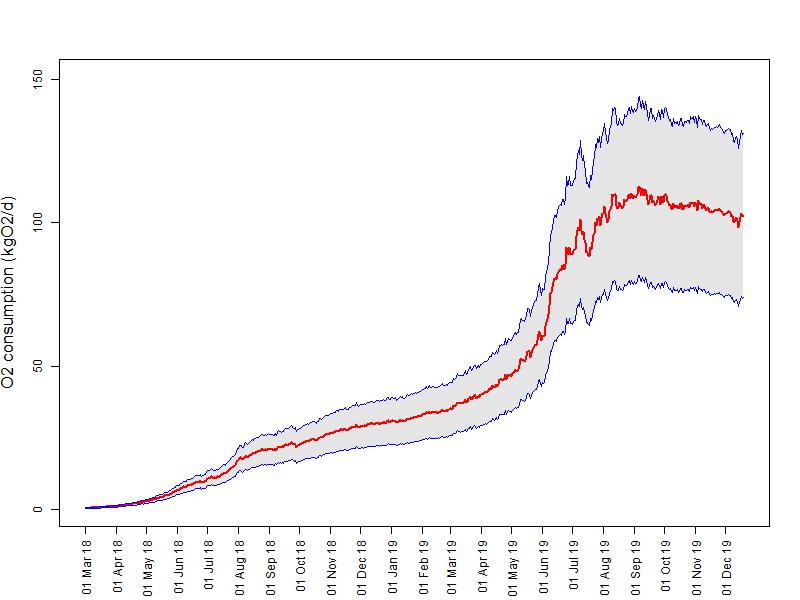 O2 consumption (kgO2/d)
150
100
50
0
01 Mar 18
01 Apr 18
01 May 18
01 Jun 18
01 Jul 18
01 Aug 18
01 Sep 18
01 Oct 18
01 Nov 18
01 Dec 18
01 Jan 19
01 Feb 19
01 Mar 19
01 Apr 19
01 May 19
01 Jun 19
01 Jul 19
01 Aug 19
01 Sep 19
01 Oct 19
01 Nov 19
01 Dec 19